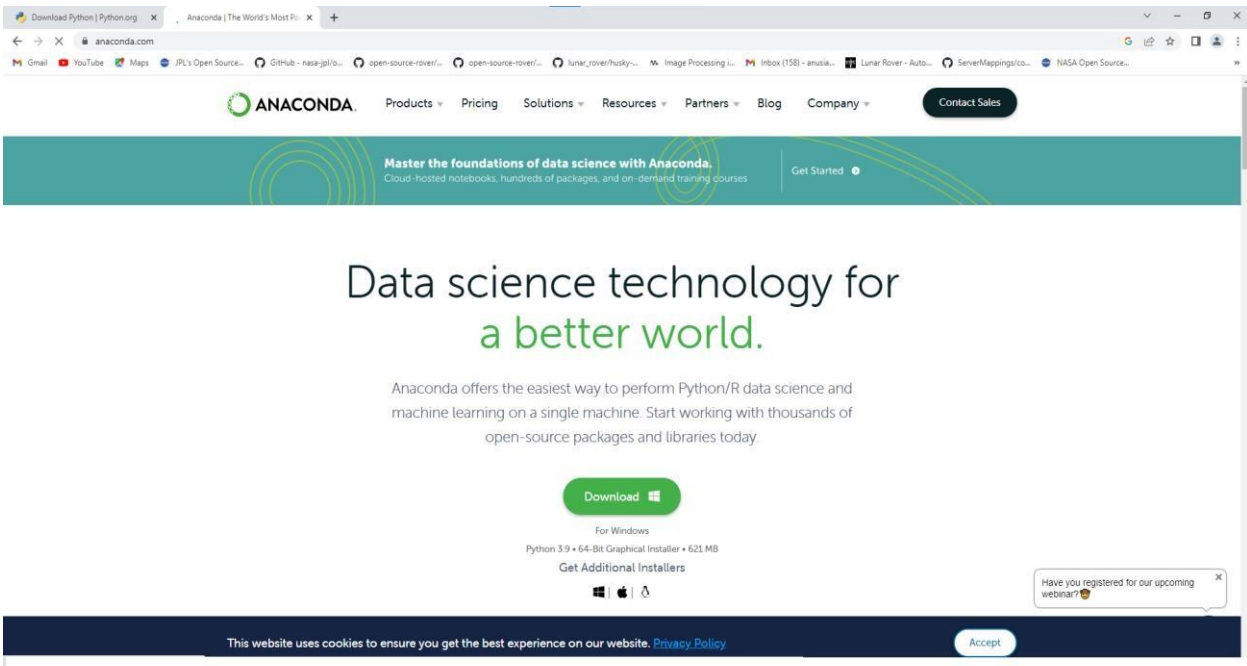 Download Python | Python.org
Anaconda | The World's Most Po
anaconda.com
Gmail YouTube Maps JPL's Open Source... GitHub - nasa-jpl/o... open-source-rover/... open-source-rover/... lunar_rover/husky-... Image Processing i... Inbox (158) - anusia... Lunar Rover - Auto... ServerMappings/co... NASA Open Source...
ANACONDA. Products Pricing Solutions Resources Partners Blog Company Contact Sales
Master the foundations of data science with Anaconda.
Cloud-hosted notebooks, hundreds of packages, and on-demand training courses
Get Started
Data science technology for
a better world.
Anaconda offers the easiest way to perform Python/R data science and
machine learning on a single machine. Start working with thousands of
open-source packages and libraries today.
Download
For Windows
Python 3.9 • 64-Bit Graphical Installer • 621 MB
Get Additional Installers
Have you registered for our upcoming
webinar?🤠
This website uses cookies to ensure you get the best experience on our website. Privacy Policy
Accept